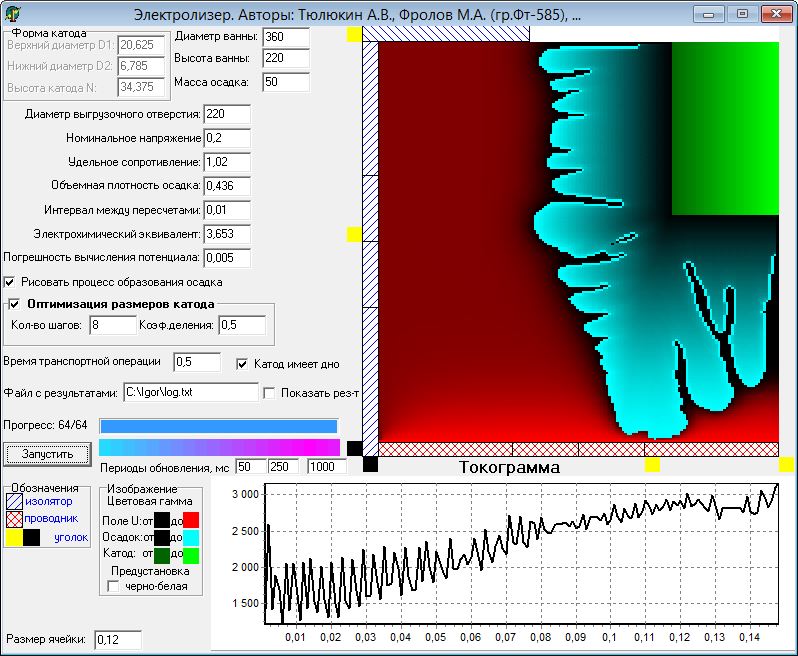 Электролизер. Авторы: Тюлюкин А.В., Фролов М.А. (гр.Фт-585), ...
Форма катода
Верхний диаметр D1: 20,625
Нижний диаметр D2: 6,785
Высота катода N: 34,375
Диаметр ванны: 360
Высота ванны: 220
Масса осадка: 50
Диаметр выгрузочного отверстия: 220
Номинальное напряжение 0,2
Удельное сопротивление: 1,02
Объемная плотность осадка: 0,436
Интервал между пересчетами: 0,01
Электрохимический эквивалент: 3,653
Погрешность вычисления потенциала: 0,005
Рисовать процесс образования осадка
Оптимизация размеров катода
Кол-во шагов: 8 Коэф.деления: 0,5
Время транспортной операции 0,5 Катод имеет дно
Файл с результатами: C:\Igor\log.txt Показать рез-т
Прогресс: 64/64
Запустить
Периоды обновления, мс 50 250 1000
Обозначения
изолятор
проводник
уголок
Изображение
Цветовая гамма
Поле U: от до
Осадок: от до
Катод: от до
Предустановка
черно-белая
Размер ячейки: 0,12
Токограмма
3 000
2 500
2 000
1 500
0,01 0,02 0,03 0,04 0,05 0,06 0,07 0,08 0,09 0,1 0,11 0,12 0,13 0,14